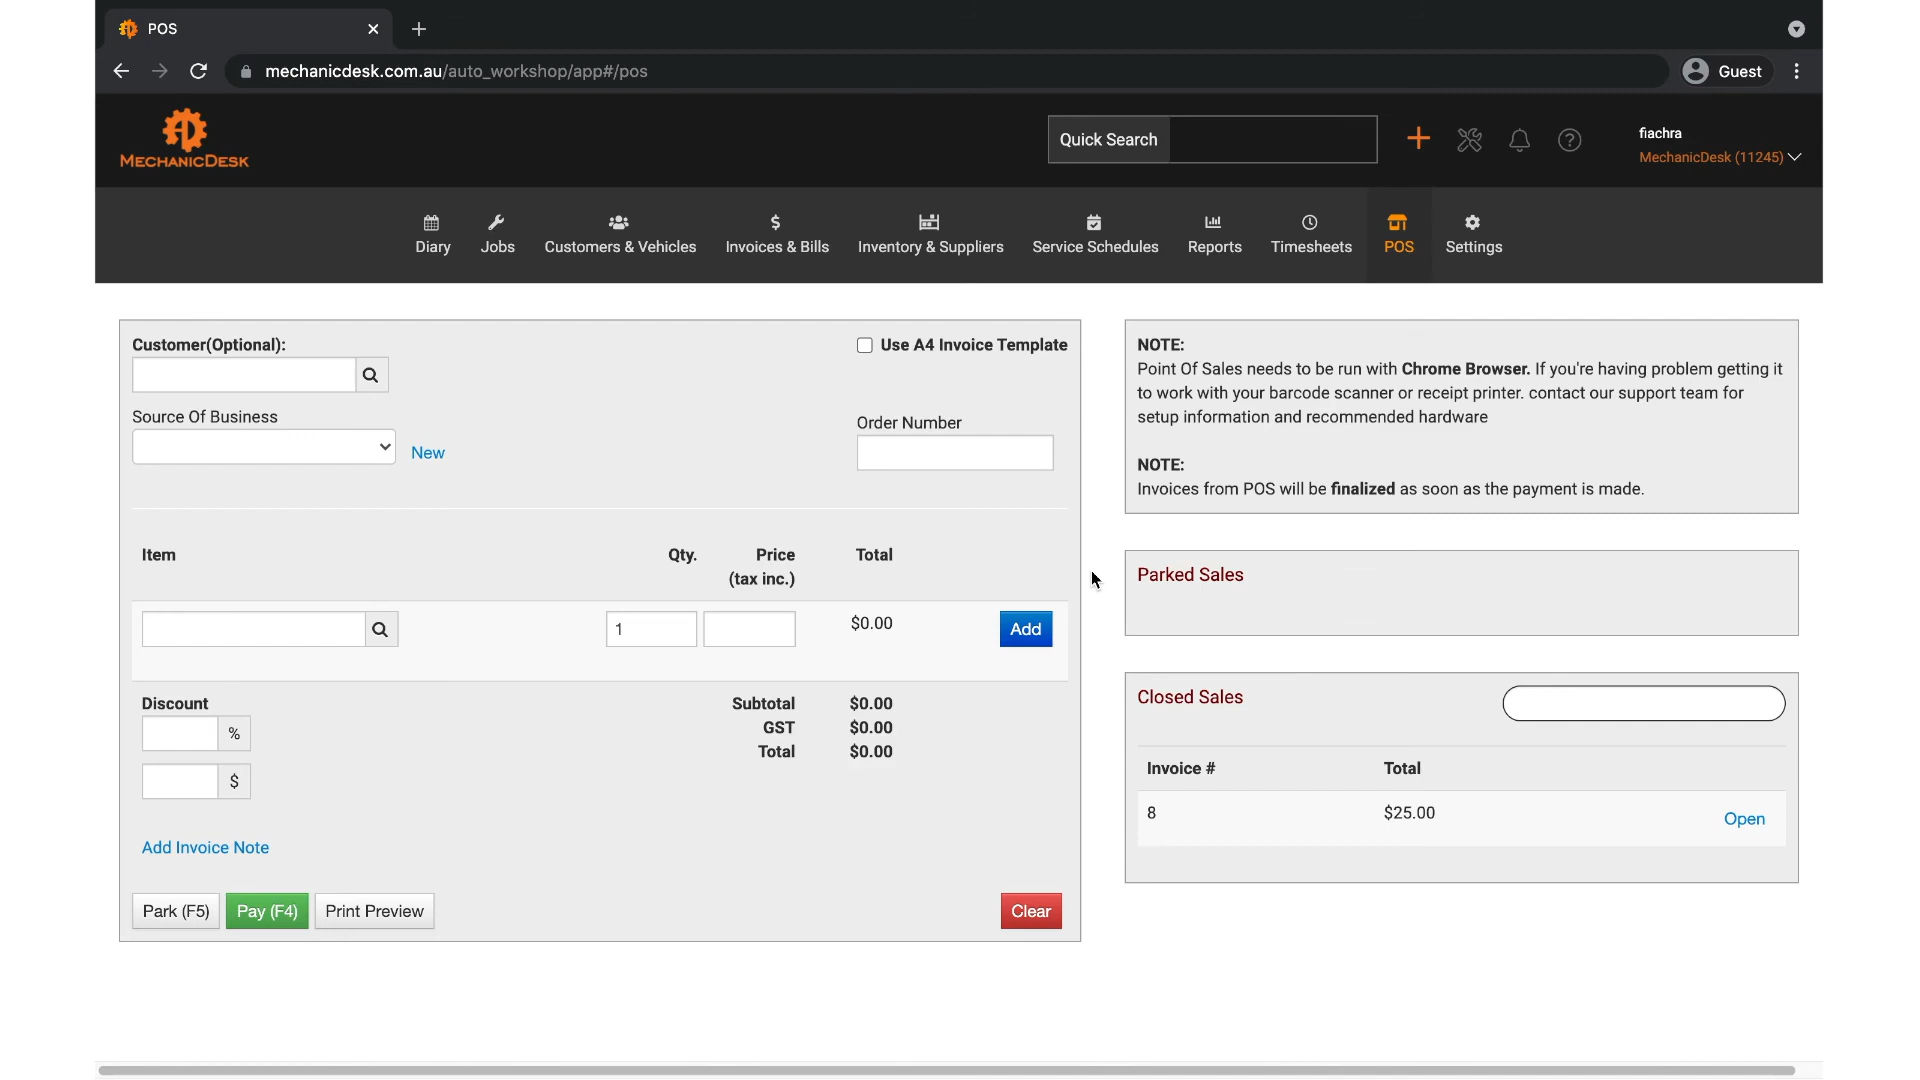 POS
mechanicdesk.com.au/auto_workshop/app#/pos
Guest
MECHANICDESK
Quick Search
fiachra
MechanicDesk (11245)
Diary
Jobs
Customers & Vehicles
Invoices & Bills
Inventory & Suppliers
Service Schedules
Reports
Timesheets
POS
Settings
Customer(Optional):
Use A4 Invoice Template
Source Of Business
New
Order Number
Item Qty. Price Total
(tax inc.)
1 $0.00 Add
Discount
%
$
Subtotal $0.00
GST $0.00
Total $0.00
Add Invoice Note
Park (F5) Pay (F4) Print Preview Clear
NOTE:
Point Of Sales needs to be run with Chrome Browser. If you're having problem getting it
to work with your barcode scanner or receipt printer. contact our support team for
setup information and recommended hardware
NOTE:
Invoices from POS will be finalized as soon as the payment is made.
Parked Sales
Closed Sales
Invoice # Total
8 $25.00 Open